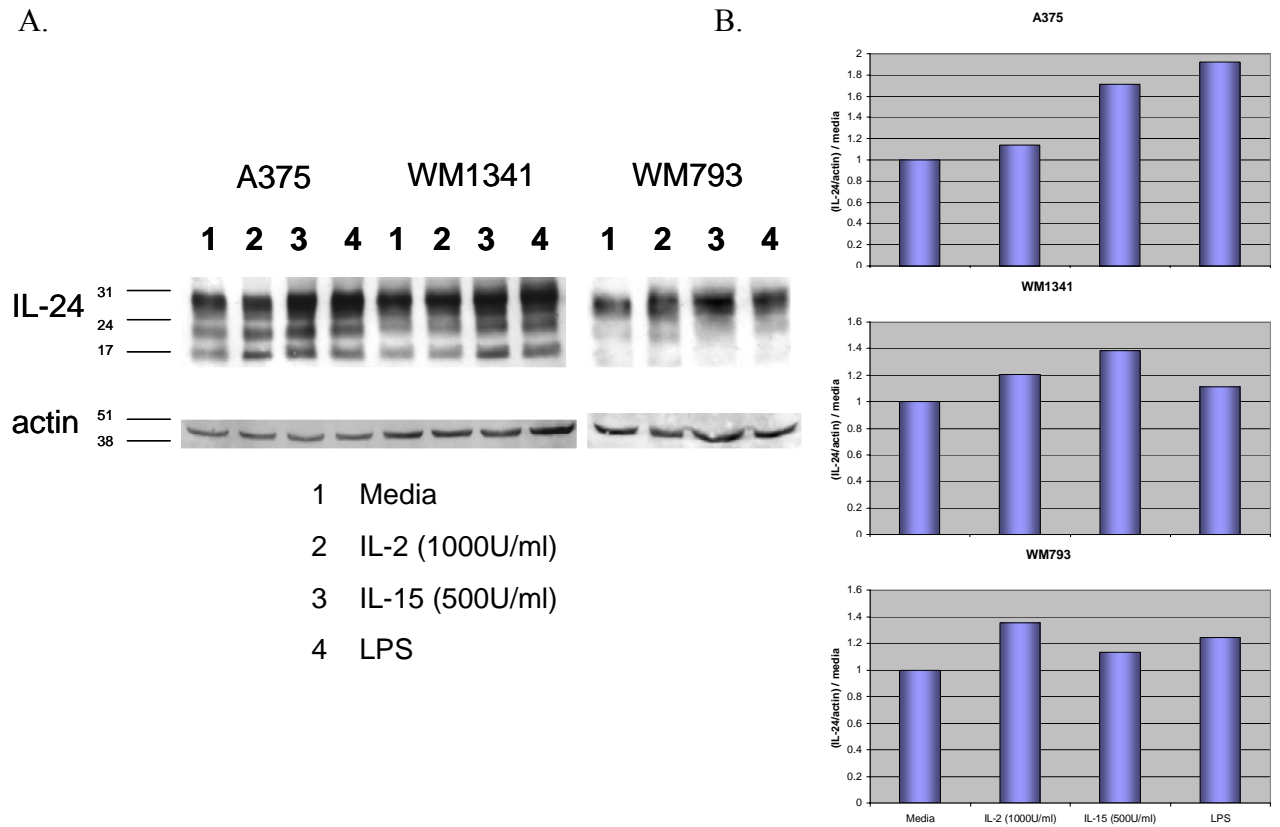 A.
A375 WM1341 WM793
1 2 3 4 1 2 3 4 1 2 3 4
IL-24
31
24
17
actin
51
38
1 Media
2 IL-2 (1000U/ml)
3 IL-15 (500U/ml)
4 LPS
B.
A375
(IL-24/actin) / media
2
1.8
1.6
1.4
1.2
1
0.8
0.6
0.4
0.2
0
WM1341
(IL-24/actin) / media
1.6
1.4
1.2
1
0.8
0.6
0.4
0.2
0
WM793
(IL-24/actin) / media
1.6
1.4
1.2
1
0.8
0.6
0.4
0.2
0
Media IL-2 (1000U/ml) IL-15 (500U/ml) LPS